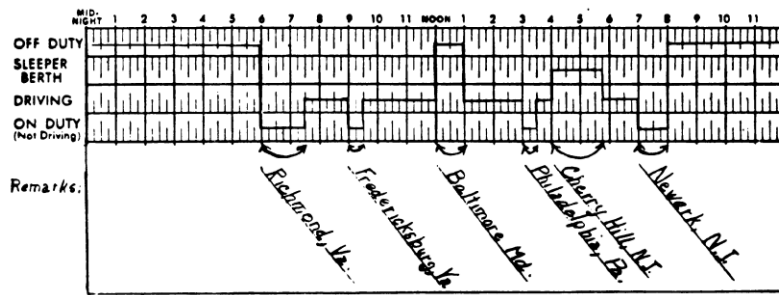 MID-
NIGHT 1 2 3 4 5 6 7 8 9 10 11 NOON 1 2 3 4 5 6 7 8 9 10 11
OFF DUTY
SLEEPER
BERTH
DRIVING
ON DUTY
(Not Driving)
Remarks:
Richmond, Va.
Fredericksburg, Va
Baltimore Md.
Philadelphia, Pa.
Cherry Hill, N.J.
Newark, N.J.